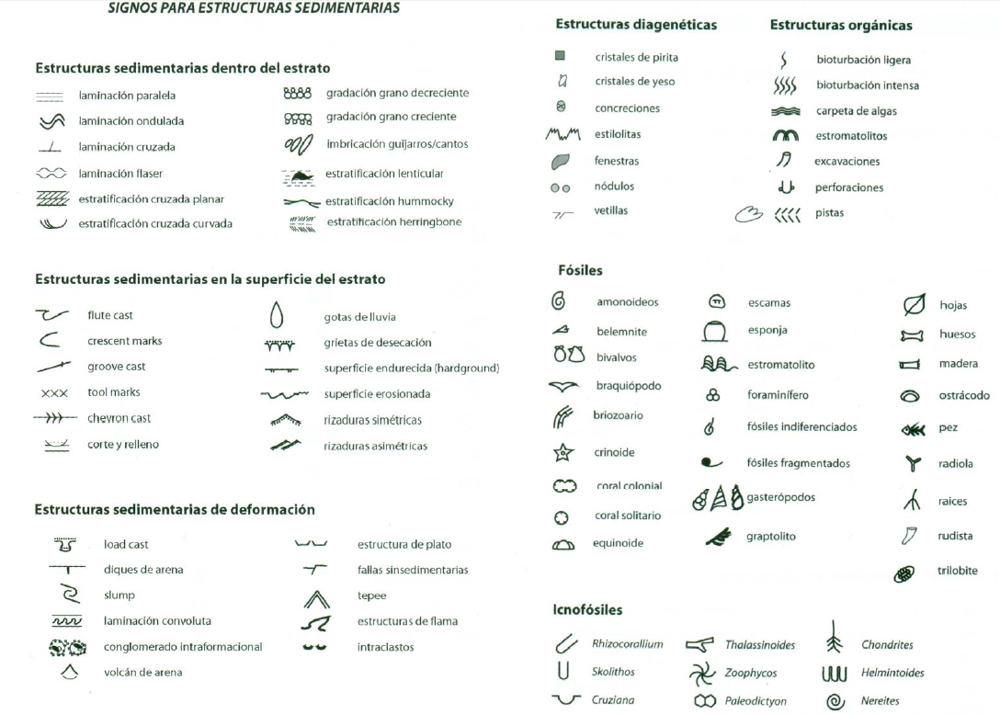 SIGNOS PARA ESTRUCTURAS SEDIMENTARIAS
Estructuras sedimentarias dentro del estrato
laminación paralela
laminación ondulada
laminación cruzada
laminación flaser
estratificación cruzada planar
estratificación cruzada curvada
gradación grano decreciente
gradación grano creciente
imbricación guijarros/cantos
estratificación lenticular
estratificación hummocky
estratificación herringbone
Estructuras sedimentarias en la superficie del estrato
flute cast
crescent marks
groove cast
tool marks
chevron cast
corte y relleno
gotas de lluvia
grietas de desecación
superficie endurecida (hardground)
superficie erosionada
rizaduras simétricas
rizaduras asimétricas
Estructuras sedimentarias de deformación
load cast
diques de arena
slump
laminación convoluta
conglomerado intraformacional
volcán de arena
estructura de plato
fallas sinsedimentarias
tepee
estructuras de flama
intraclastos
Estructuras diagenéticas
cristales de pirita
cristales de yeso
concreciones
estilolitas
fenestras
nódulos
vetillas
Estructuras orgánicas
bioturbación ligera
bioturbación intensa
carpeta de algas
estromatolitos
excavaciones
perforaciones
pistas
Fósiles
amonoideos
belemnite
bivalvos
braquiópodo
briozoario
crinoide
coral colonial
coral solitario
equinoide
escamas
esponja
estromatolito
foraminífero
fósiles indiferenciados
fósiles fragmentados
gasterópodos
graptolito
hojas
huesos
madera
ostrácodo
pez
radiola
raices
rudista
trilobite
Icnofósiles
Rhizocorallium
Skolithos
Cruziana
Thalassinoides
Zoophycos
Paleodictyon
Chondrites
Helmintoides
Nereites